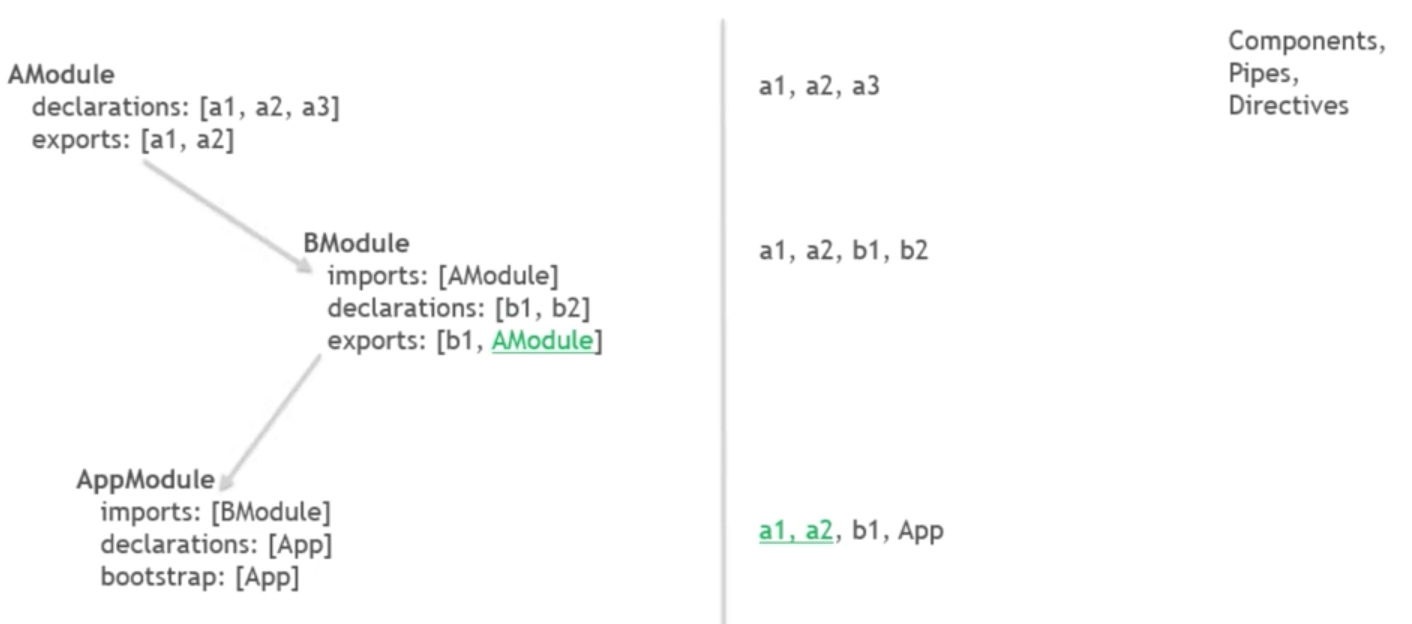 AModule
declarations: [a1, a2, a3]
exports: [a1, a2]
BModule
imports: [AModule]
declarations: [b1, b2]
exports: [b1, AModule]
AppModule
imports: [BModule]
declarations: [App]
bootstrap: [App]
a1, a2, a3
a1, a2, b1, b2
a1, a2, b1, App
Components,
Pipes,
Directives